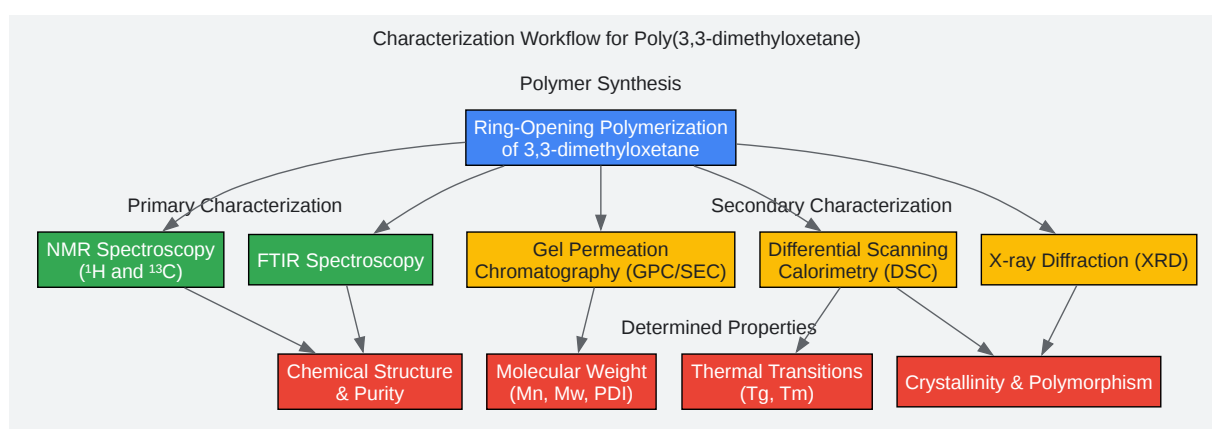 Characterization Workflow for Poly(3,3-dimethyloxetane)
Polymer Synthesis
Ring-Opening Polymerization
of 3,3-dimethyloxetane
Primary Characterization
Secondary Characterization
NMR Spectroscopy
(¹H and ¹³C)
FTIR Spectroscopy
Gel Permeation
Chromatography (GPC/SEC)
Differential Scanning
Calorimetry (DSC)
X-ray Diffraction (XRD)
Determined Properties
Chemical Structure
& Purity
Molecular Weight
(Mn, Mw, PDI)
Thermal Transitions
(Tg, Tm)
Crystallinity & Polymorphism